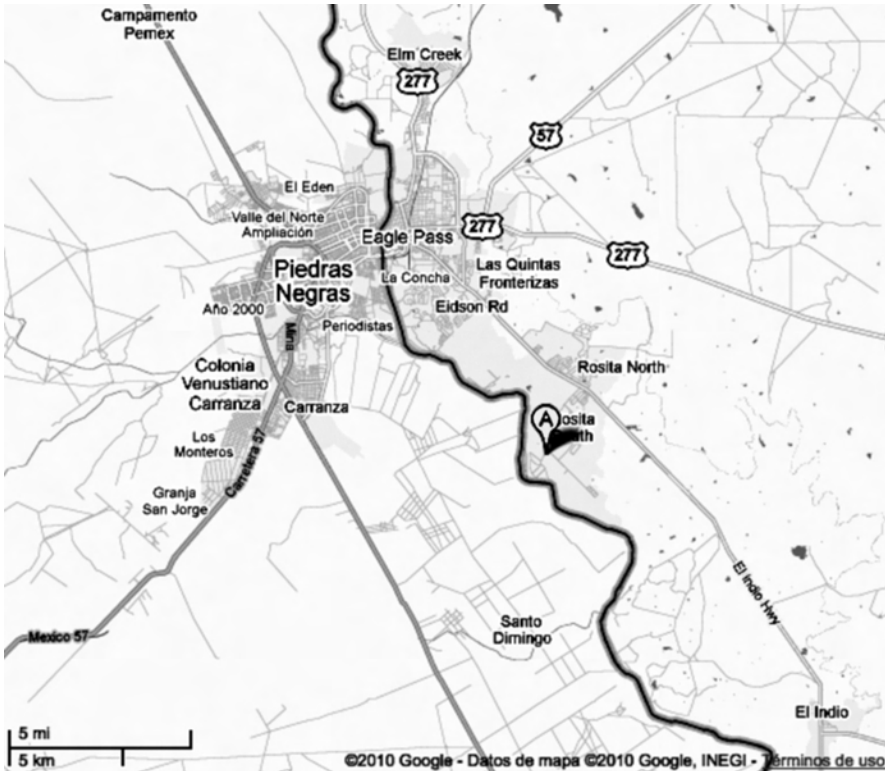 Campamento
Pemex
Elm Creek
277
57
El Eden
Valle del Norte
Ampliación
Eagle Pass
277
277
Piedras
Negras
La Concha
Las Quintas
Fronterizas
Año 2000
Periodistas
Eidson Rd
Mina
Colonia
Venustiano
Carranza
Carranza
Rosita North
A
osita
th
Los
Monteros
Carretera 57
Granja
San Jorge
El Indio Hwy
Santo
Dimingo
Mexico 57
El Indio
5 mi
5 km
©2010 Google - Datos de mapa ©2010 Google, INEGI - Términos de uso